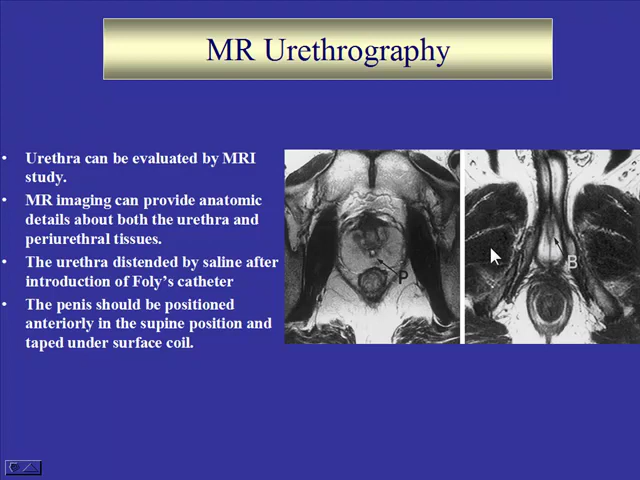 MR Urethrography
• Urethra can be evaluated by MRI
study.
• MR imaging can provide anatomic
details about both the urethra and
periurethral tissues.
• The urethra distended by saline after
introduction of Foly's catheter
• The penis should be positioned
anteriorly in the supine position and
taped under surface coil.
P
B